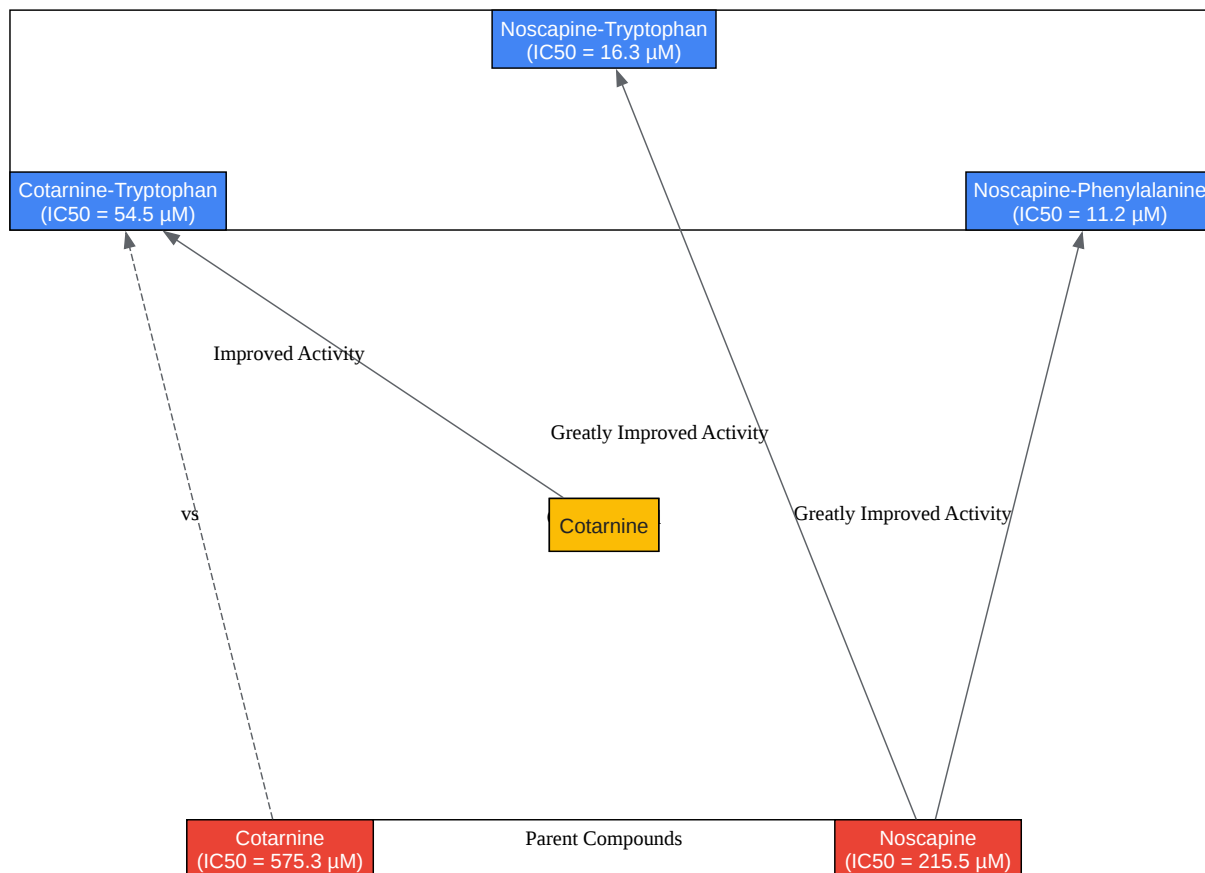 Noscapine-Tryptophan
(IC50 = 16.3 µM)
Cotarnine-Tryptophan
(IC50 = 54.5 µM)
Noscapine-Phenylalanine
(IC50 = 11.2 µM)
Improved Activity
Greatly Improved Activity
vs
Cotarnine
Greatly Improved Activity
Cotarnine
(IC50 = 575.3 µM)
Parent Compounds
Noscapine
(IC50 = 215.5 µM)